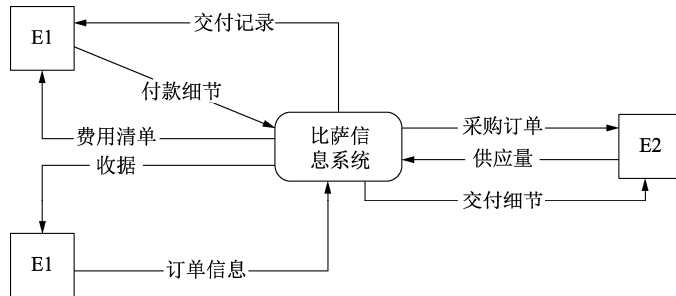 E1
交付记录
付款细节
费用清单
收据
比萨信
息系统
采购订单
供应量
交付细节
E2
E1
订单信息